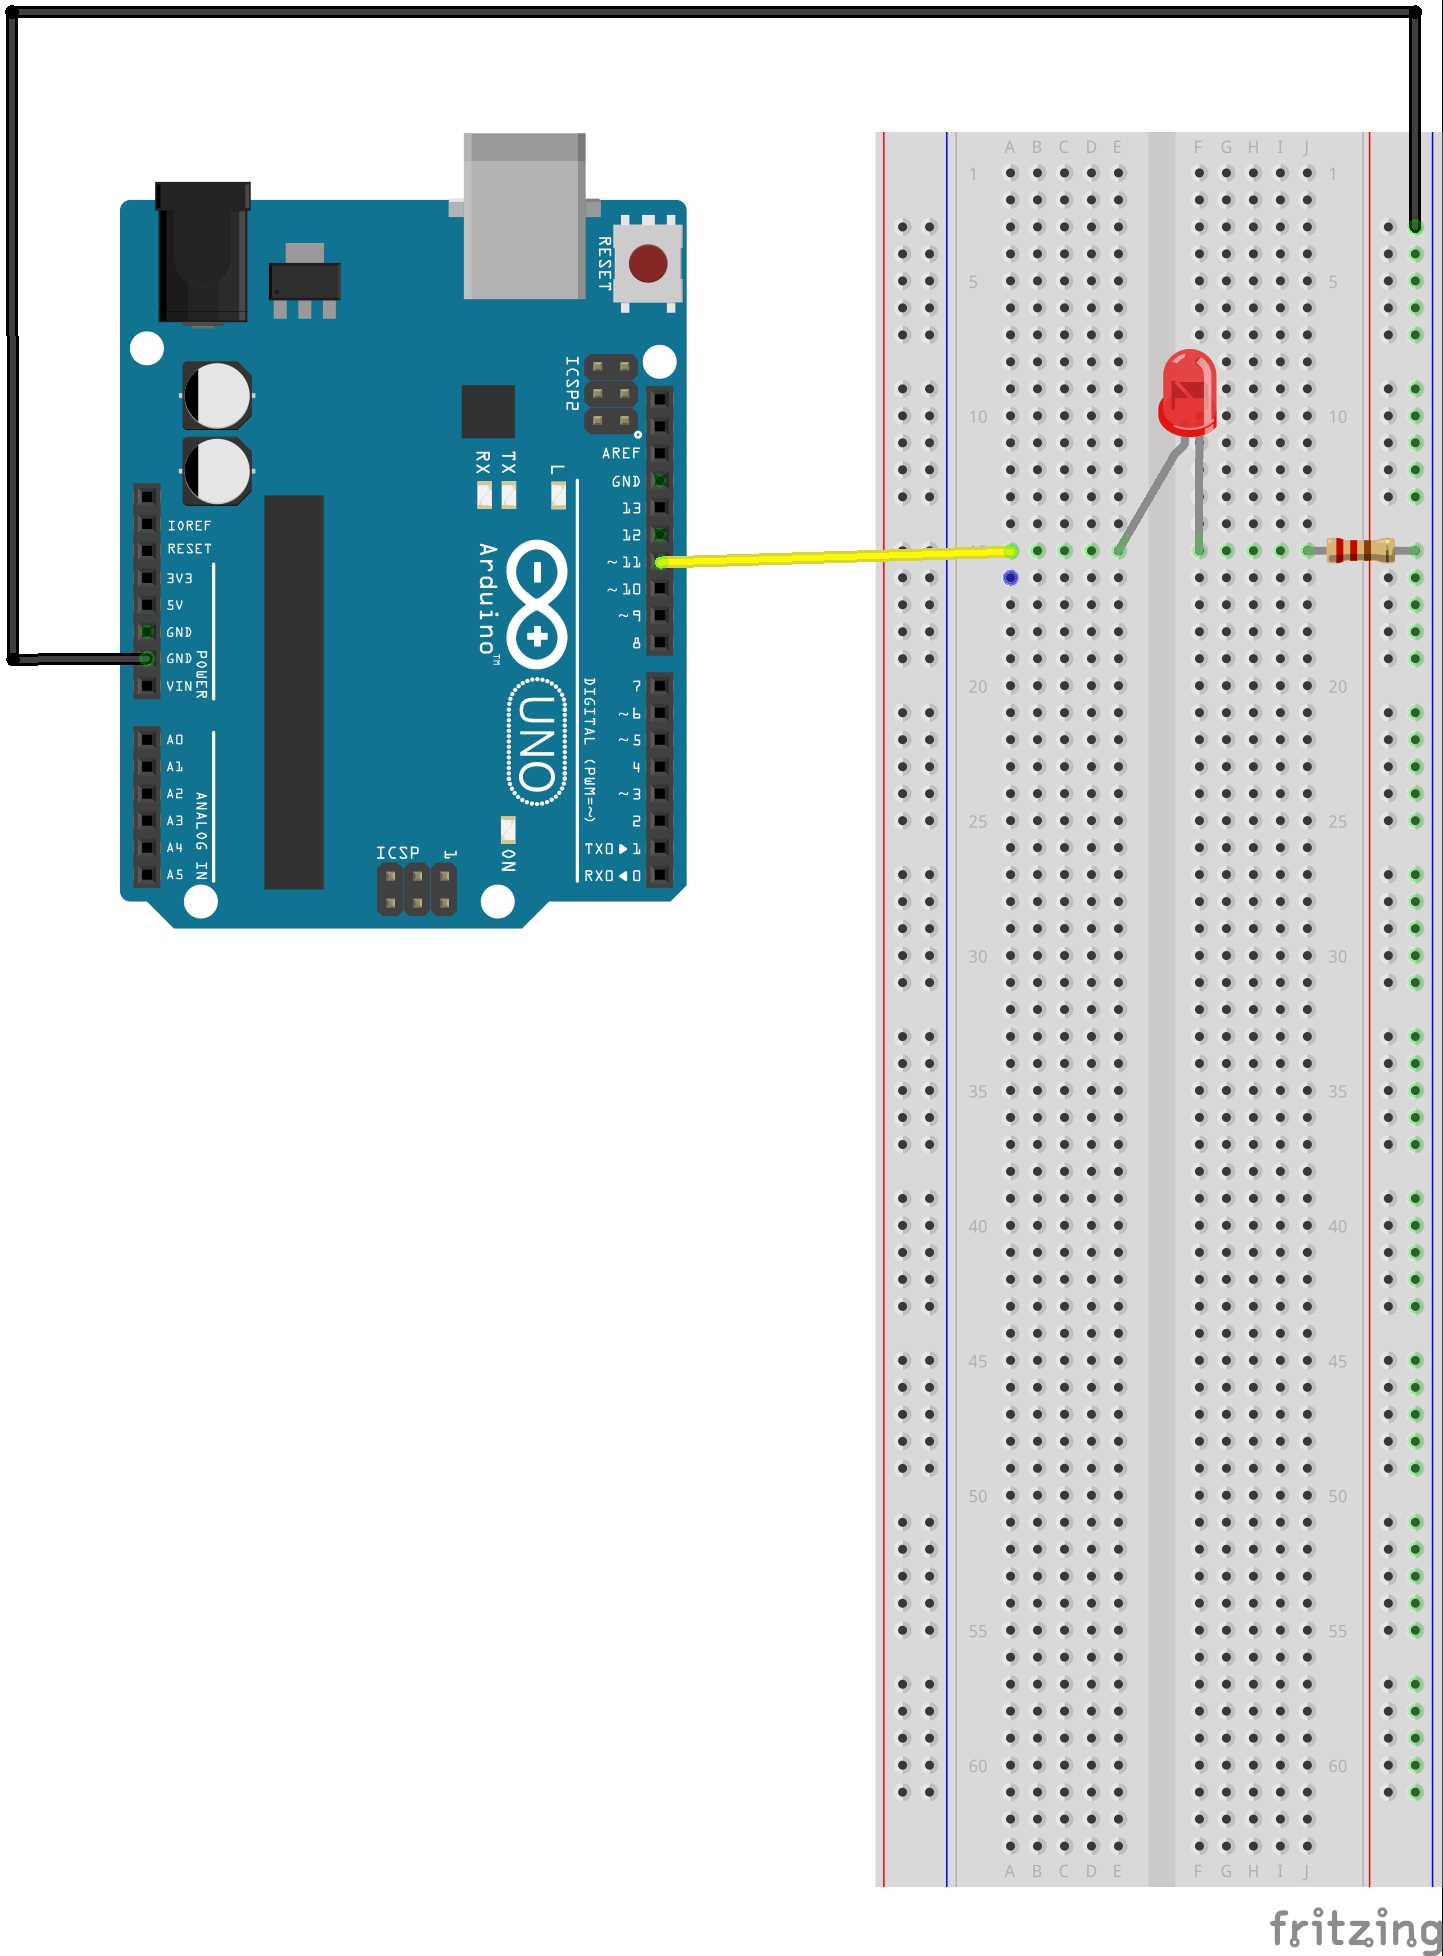 A B C D E F G H I J
1 1
RESET
5 5
ICSP2
10 10
AREF
RX TX L
GND
13
IOREF
12
RESET
~11
3V3
~10
5V
~9
GND
8
GND
VIN
POWER
Arduino™
UNO
7
~6
~5
4
~3
2
TX0▶1
RX0◀0
DIGITAL (PWM=~)
A0
A1
A2
A3
A4
A5
ANALOG IN
ICSP 1
ON
15
20 20
25 25
30 30
35 35
40 40
45 45
50 50
55 55
60 60
A B C D E F G H I J
fritzing